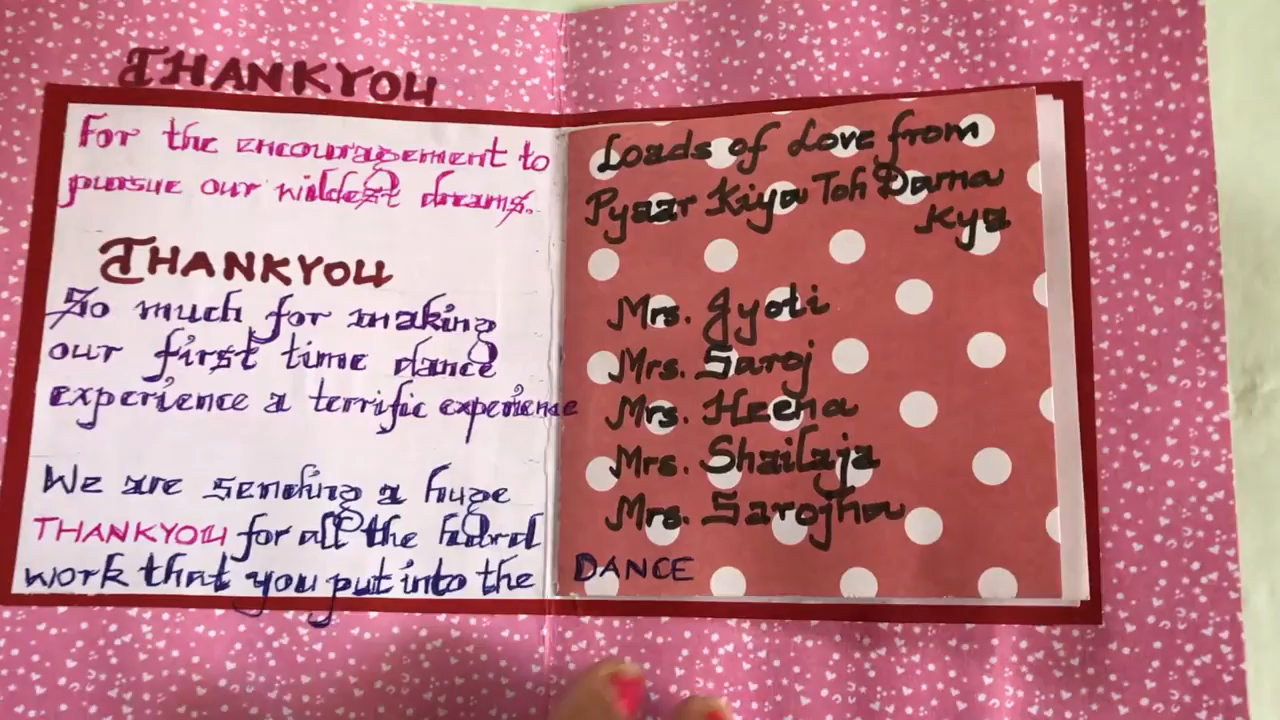 THANKYOU
For the encouragement to
pursue our wildest dreams.
THANKYOU
So much for making
our first time dance
experience a terrific experience
We are sending a huge
THANKYOU for all the hard
work that you put into the
DANCE
Loads of Love from
Pyaar Kiya Toh Darna
Kya
Mrs. Jyoti
Mrs. Saroj
Mrs. Heena
Mrs. Shailaja
Mrs. Sarojha